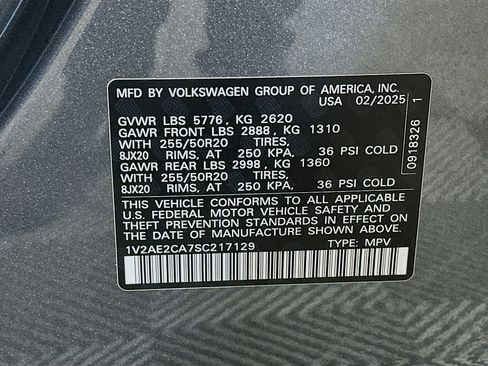 MFD BY VOLKSWAGEN GROUP OF AMERICA, INC.
USA 02/2025
GVWR LBS 5776, KG 2620
GAWR FRONT LBS 2888, KG 1310
WITH 255/50R20 TIRES,
8JX20 RIMS, AT 250 KPA, 36 PSI COLD
GAWR REAR LBS 2998, KG 1360
WITH 255/50R20 TIRES,
8JX20 RIMS, AT 250 KPA, 36 PSI COLD
THIS VEHICLE CONFORMS TO ALL APPLICABLE
U.S. FEDERAL MOTOR VEHICLE SAFETY AND
THEFT PREVENTION STANDARDS IN EFFECT ON
THE DATE OF MANUFACTURE SHOWN ABOVE.
1V2AE2CA7SC217129 TYPE: MPV
0918326 1